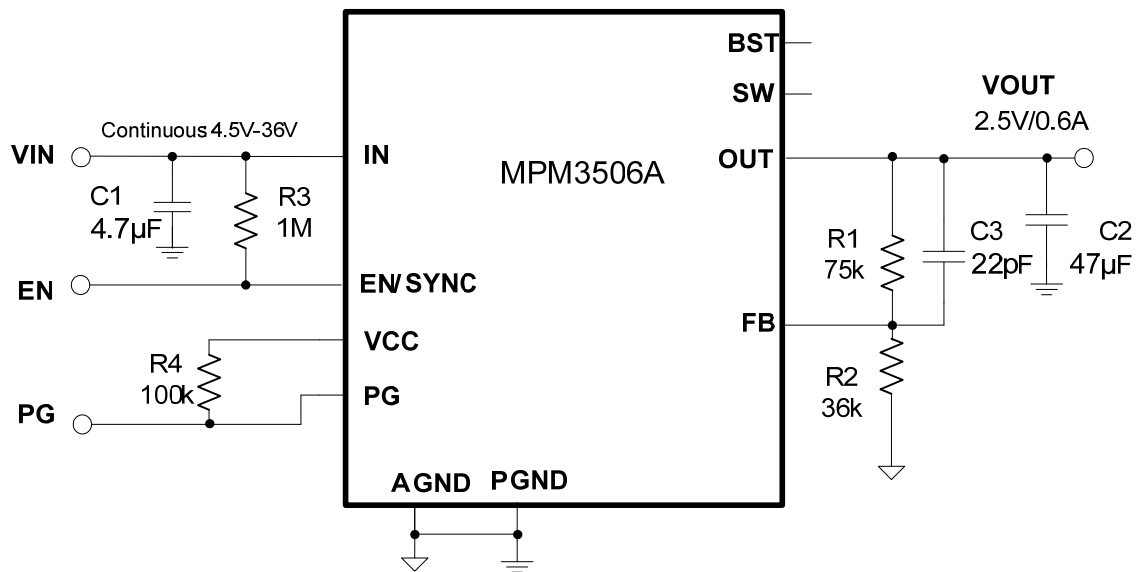 BST
SW
VOUT
2.5V/0.6A
Continuous 4.5V-36V
VIN
IN
MPM3506A
OUT
C1
4.7µF
R3
1M
R1
75k
C3
22pF
C2
47µF
EN
EN/SYNC
FB
VCC
R4
100k
PG
PG
R2
36k
AGND
PGND